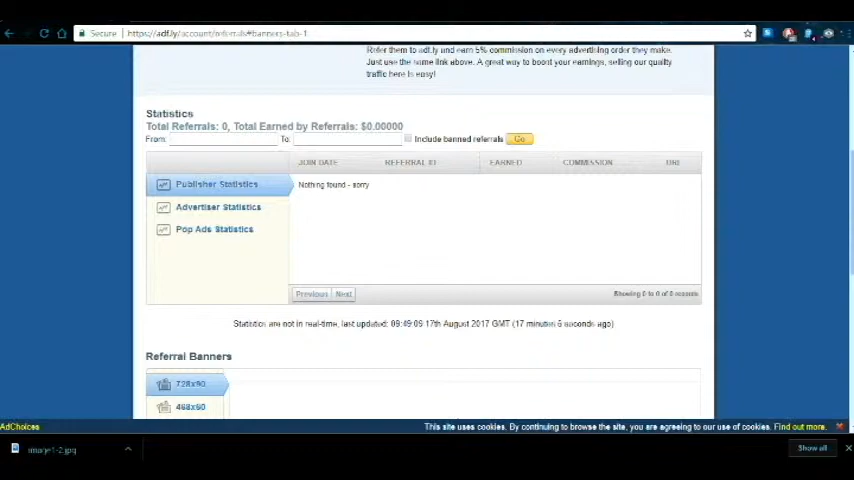 Secure https://adf.ly/account/referrals#banners-tab-1
Refer them to adf.ly and earn 5% commission on every advertising order they make.
Just use the same link above. A great way to boost your earnings, selling our quality
traffic here is easy!
Statistics
Total Referrals: 0, Total Earned by Referrals: $0.00000
From: To: Include banned referrals Go
JOIN DATE REFERRAL ID EARNED COMMISSION URL
Publisher Statistics
Nothing found - sorry
Advertiser Statistics
Pop Ads Statistics
Previous Next Showing 0 to 0 of 0 records
Statistics are not in real-time, last updated: 09:49:09 17th August 2017 GMT (17 minutes 6 seconds ago)
Referral Banners
728x90
468x60
AdChoices
This site uses cookies. By continuing to browse the site, you are agreeing to our use of cookies. Find out more.
image1-2.jpg
Show all